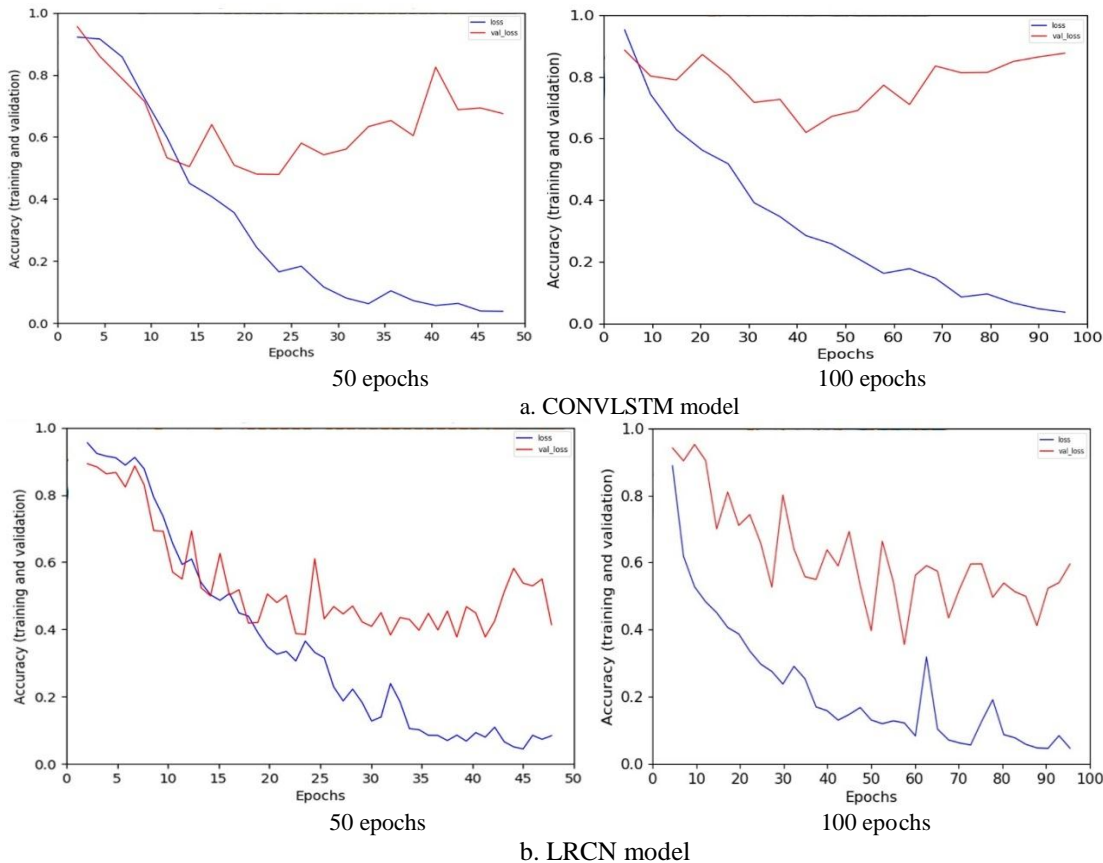 1.0
0.8
0.6
0.4
0.2
0.0
0 5 10 15 20 25 30 35 40 45 50
Accuracy (training and validation)
Epochs
loss
val_loss
50 epochs
1.0
0.8
0.6
0.4
0.2
0.0
0 10 20 30 40 50 60 70 80 90 100
Accuracy (training and validation)
Epochs
loss
val_loss
100 epochs
a. CONVLSTM model
1.0
0.8
0.6
0.4
0.2
0.0
0 5 10 15 20 25 30 35 40 45 50
Accuracy (training and validation)
Epochs
loss
val_loss
50 epochs
1.0
0.8
0.6
0.4
0.2
0.0
0 10 20 30 40 50 60 70 80 90 100
Accuracy (training and validation)
Epochs
loss
val_loss
100 epochs
b. LRCN model